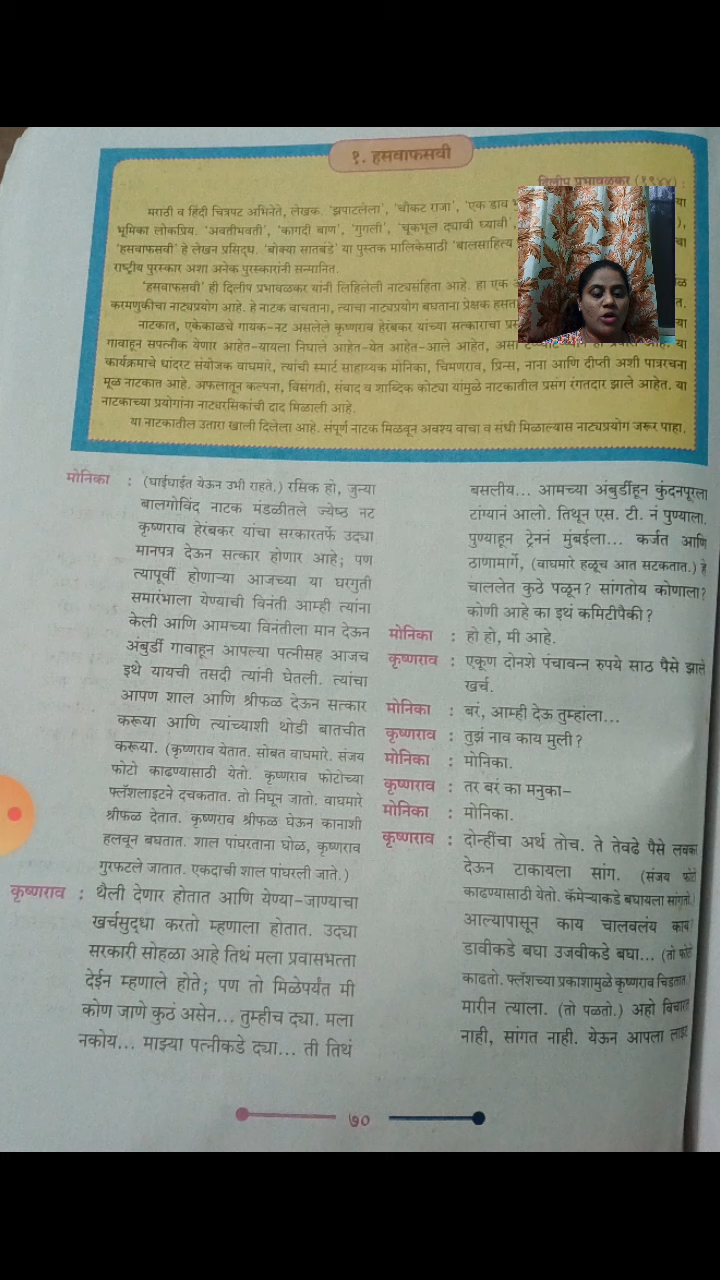 १. हसवाफसवी
दिलीप प्रभावळकर (१९४४) :
मराठी व हिंदी चित्रपट अभिनेते, लेखक. 'झपाटलेला', 'चौकट राजा', 'एक डाव
भूमिका लोकप्रिय. 'अवतीभवती', 'कागदी बाण', 'गुगली', 'चूकभूल द्यावी घ्यावी',
'हसवाफसवी' हे लेखन प्रसिद्ध. 'बोक्या सातबंडे' या पुस्तक मालिकेसाठी 'बालसाहित्य
राष्ट्रीय पुरस्कार अशा अनेक पुरस्कारांनी सन्मानित.
'हसवाफसवी' ही दिलीप प्रभावळकर यांनी लिहिलेली नाट्यसंहिता आहे. हा एक
करमणुकीचा नाट्यप्रयोग आहे. हे नाटक वाचताना, त्याचा नाट्यप्रयोग बघताना प्रेक्षक हसत
नाटकात, एकेकाळचे गायक-नट असलेले कृष्णराव हेरंबकर यांच्या सत्काराचा
गावाहून सपत्नीक येणार आहेत-यायला निघाले आहेत-येत आहेत-आले आहेत, असा या
कार्यक्रमाचे धांदरट संयोजक वाघमारे, त्यांची स्मार्ट साहाय्यक मोनिका, चिमणराव, प्रिन्स, नाना आणि दीप्ती अशी पात्ररचना
मूळ नाटकात आहे. अफलातून कल्पना, विसंगती, संवाद व शाब्दिक कोट्या यांमुळे नाटकातील प्रसंग रंगतदार झाले आहेत. या
नाटकाच्या प्रयोगांना नाट्यरसिकांची दाद मिळाली आहे.
या नाटकातील उतारा खाली दिलेला आहे. संपूर्ण नाटक मिळवून अवश्य वाचा व संधी मिळाल्यास नाट्यप्रयोग जरूर पाहा.
मोनिका : (घाईघाईत येऊन उभी राहते.) रसिक हो, जुन्या
बालगोविंद नाटक मंडळीतले ज्येष्ठ नट
कृष्णराव हेरंबकर यांचा सरकारतर्फे उद्या
मानपत्र देऊन सत्कार होणार आहे; पण
त्यापूर्वी होणाऱ्या आजच्या या घरगुती
समारंभाला येण्याची विनंती आम्ही त्यांना
केली आणि आमच्या विनंतीला मान देऊन
अंबुर्डी गावाहून आपल्या पत्नीसह आजच
इथे यायची तसदी त्यांनी घेतली. त्यांचा
आपण शाल आणि श्रीफळ देऊन सत्कार
करूया आणि त्यांच्याशी थोडी बातचीत
करूया. (कृष्णराव येतात. सोबत वाघमारे. संजय
फोटो काढण्यासाठी येतो. कृष्णराव फोटोच्या
फ्लॅशलाइटने दचकतात. तो निघून जातो. वाघमारे
श्रीफळ देतात. कृष्णराव श्रीफळ घेऊन कानाशी
हलवून बघतात. शाल पांघरताना घोळ, कृष्णराव
गुरफटले जातात. एकदाची शाल पांघरली जाते.)
कृष्णराव : थैली देणार होतात आणि येण्या-जाण्याचा
खर्चसुद्धा करतो म्हणाला होतात. उद्या
सरकारी सोहळा आहे तिथं मला प्रवासभत्ता
देईन म्हणाले होते; पण तो मिळेपर्यंत मी
कोण जाणे कुठं असेन... तुम्हीच द्या. मला
नकोय... माझ्या पत्नीकडे द्या... ती तिथं
बसलीय... आमच्या अंबुर्डीहून कुंदनपूरला
टांग्यानं आलो. तिथून एस. टी. नं पुण्याला.
पुण्याहून ट्रेननं मुंबईला... कर्जत आणि
ठाणामार्गे, (वाघमारे हळूच आत सटकतात.) हे
चाललेत कुठे पळून? सांगतोय कोणाला?
कोणी आहे का इथं कमिटीपैकी?
मोनिका : हो हो, मी आहे.
कृष्णराव : एकूण दोनशे पंचावन्न रुपये साठ पैसे झाले
खर्च.
मोनिका : बरं, आम्ही देऊ तुम्हांला...
कृष्णराव : तुझं नाव काय मुली?
मोनिका : मोनिका.
कृष्णराव : तर बरं का मनुका-
मोनिका : मोनिका.
कृष्णराव : दोन्हींचा अर्थ तोच. ते तेवढे पैसे लवकर
देऊन टाकायला सांग. (संजय फोटो
काढण्यासाठी येतो. कॅमेऱ्याकडे बघायला सांगतो.)
आल्यापासून काय चालवलंय काय?
डावीकडे बघा उजवीकडे बघा... (तो फोटो
काढतो. फ्लॅशच्या प्रकाशामुळे कृष्णराव चिडतात.)
मारीन त्याला. (तो पळतो.) अहो विचारत
नाही, सांगत नाही. येऊन आपला लाइट
७०